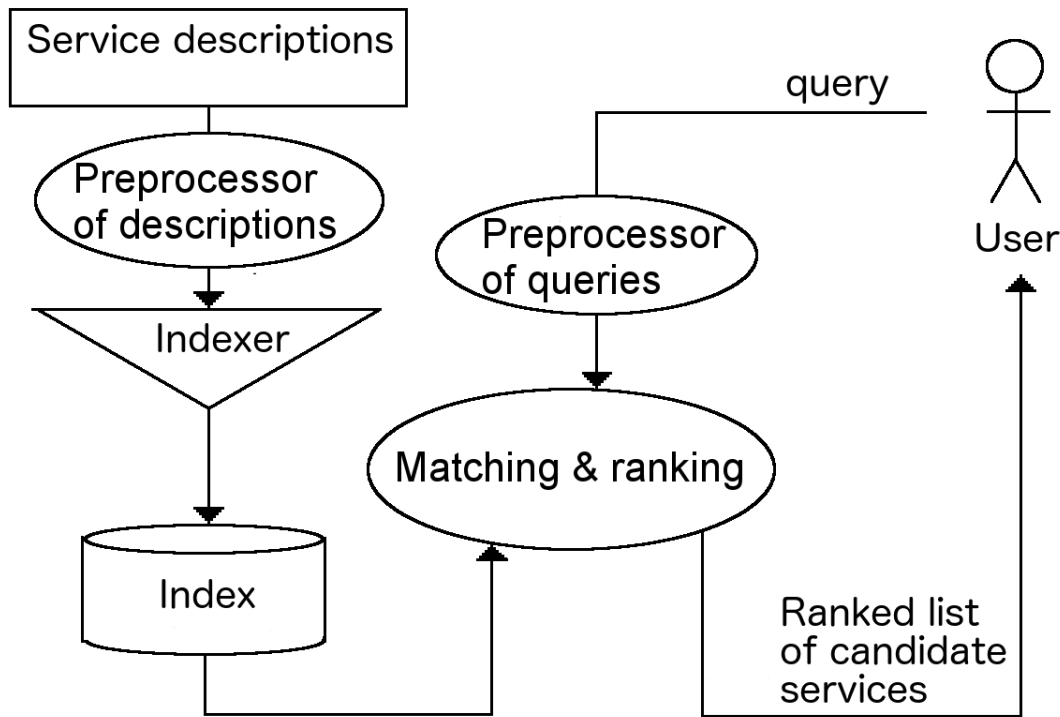 Service descriptions
Preprocessor
of descriptions
Indexer
Index
query
User
Preprocessor
of queries
Matching & ranking
Ranked list
of candidate
services